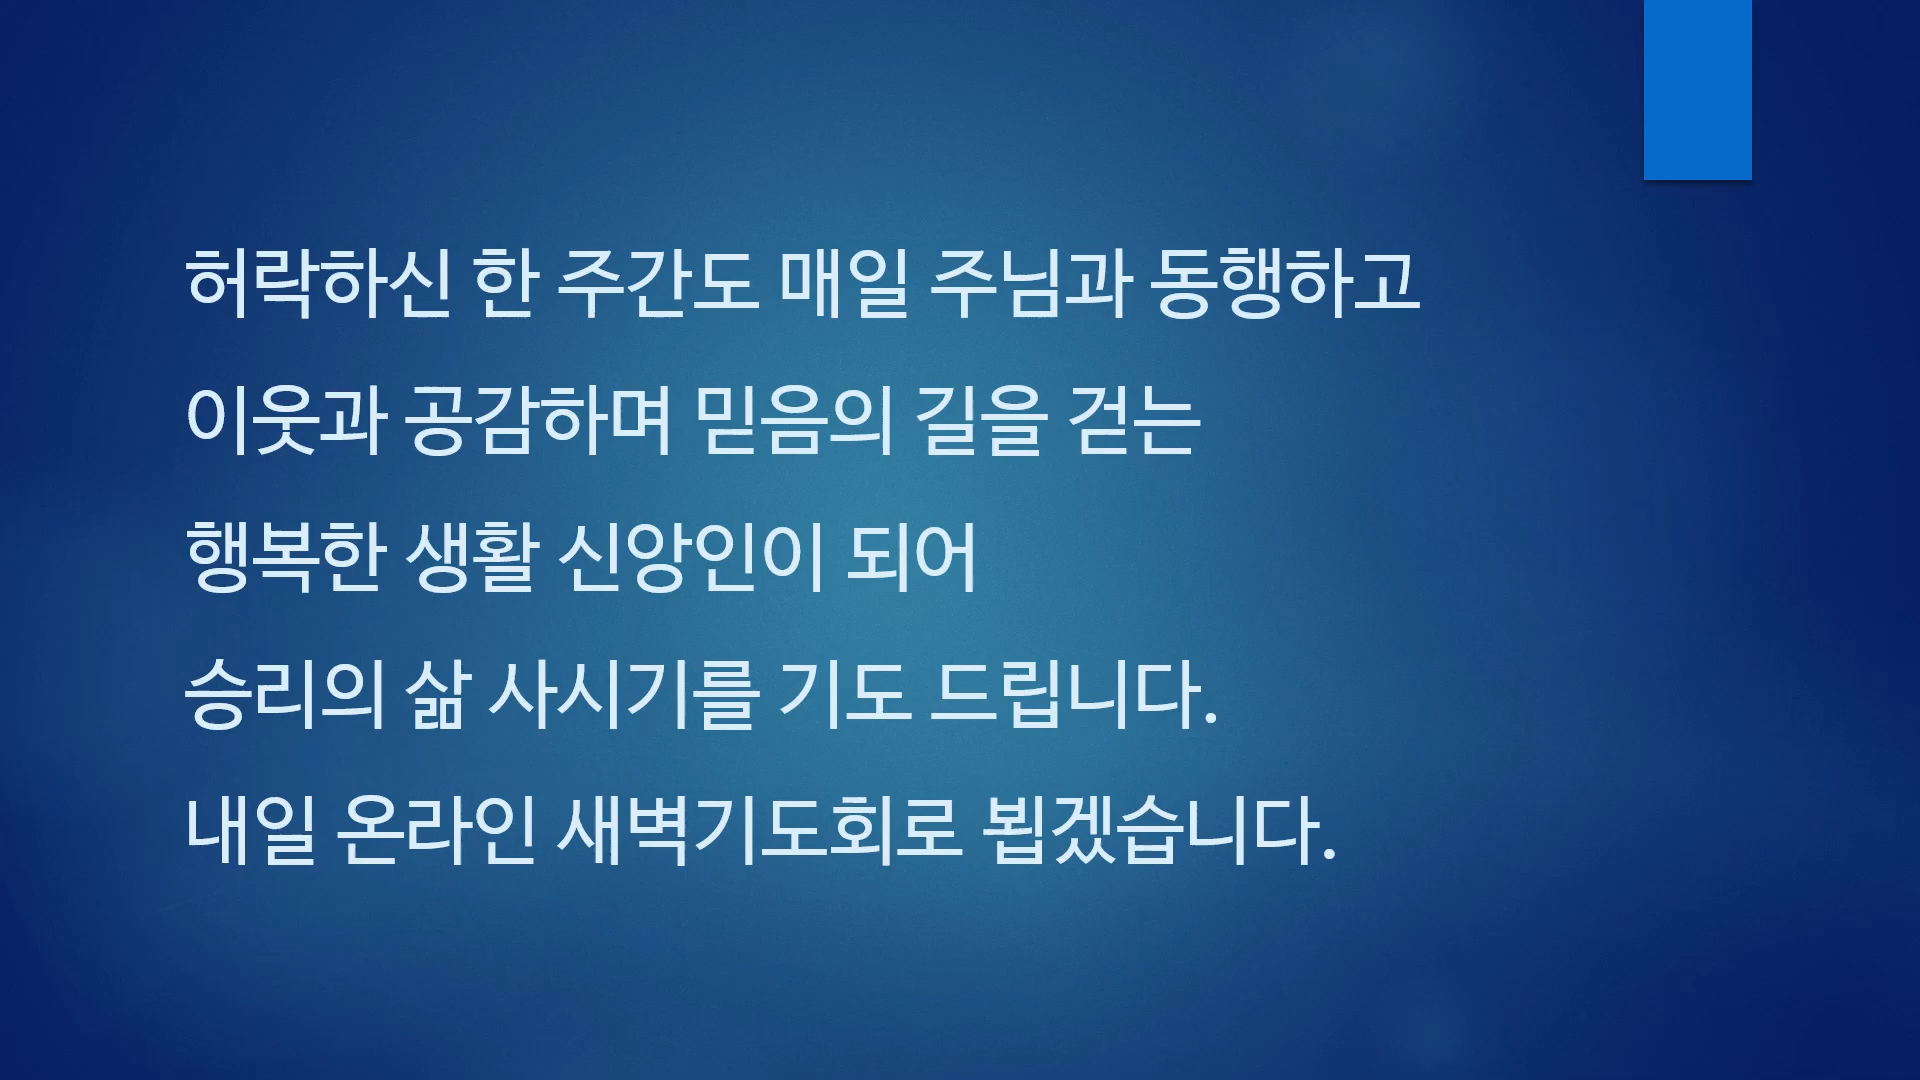 허락하신 한 주간도 매일 주님과 동행하고
이웃과 공감하며 믿음의 길을 걷는
행복한 생활 신앙인이 되어
승리의 삶 사시기를 기도 드립니다.
내일 온라인 새벽기도회로 뵙겠습니다.